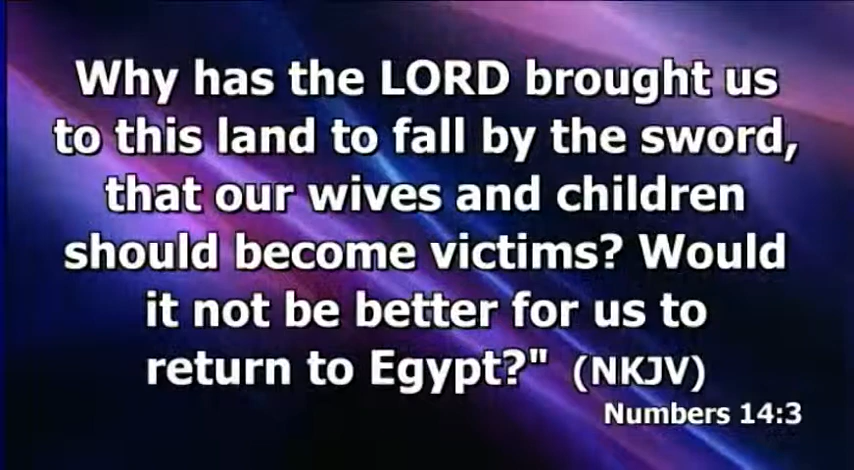 Why has the LORD brought us
to this land to fall by the sword,
that our wives and children
should become victims? Would
it not be better for us to
return to Egypt?" (NKJV)
Numbers 14:3